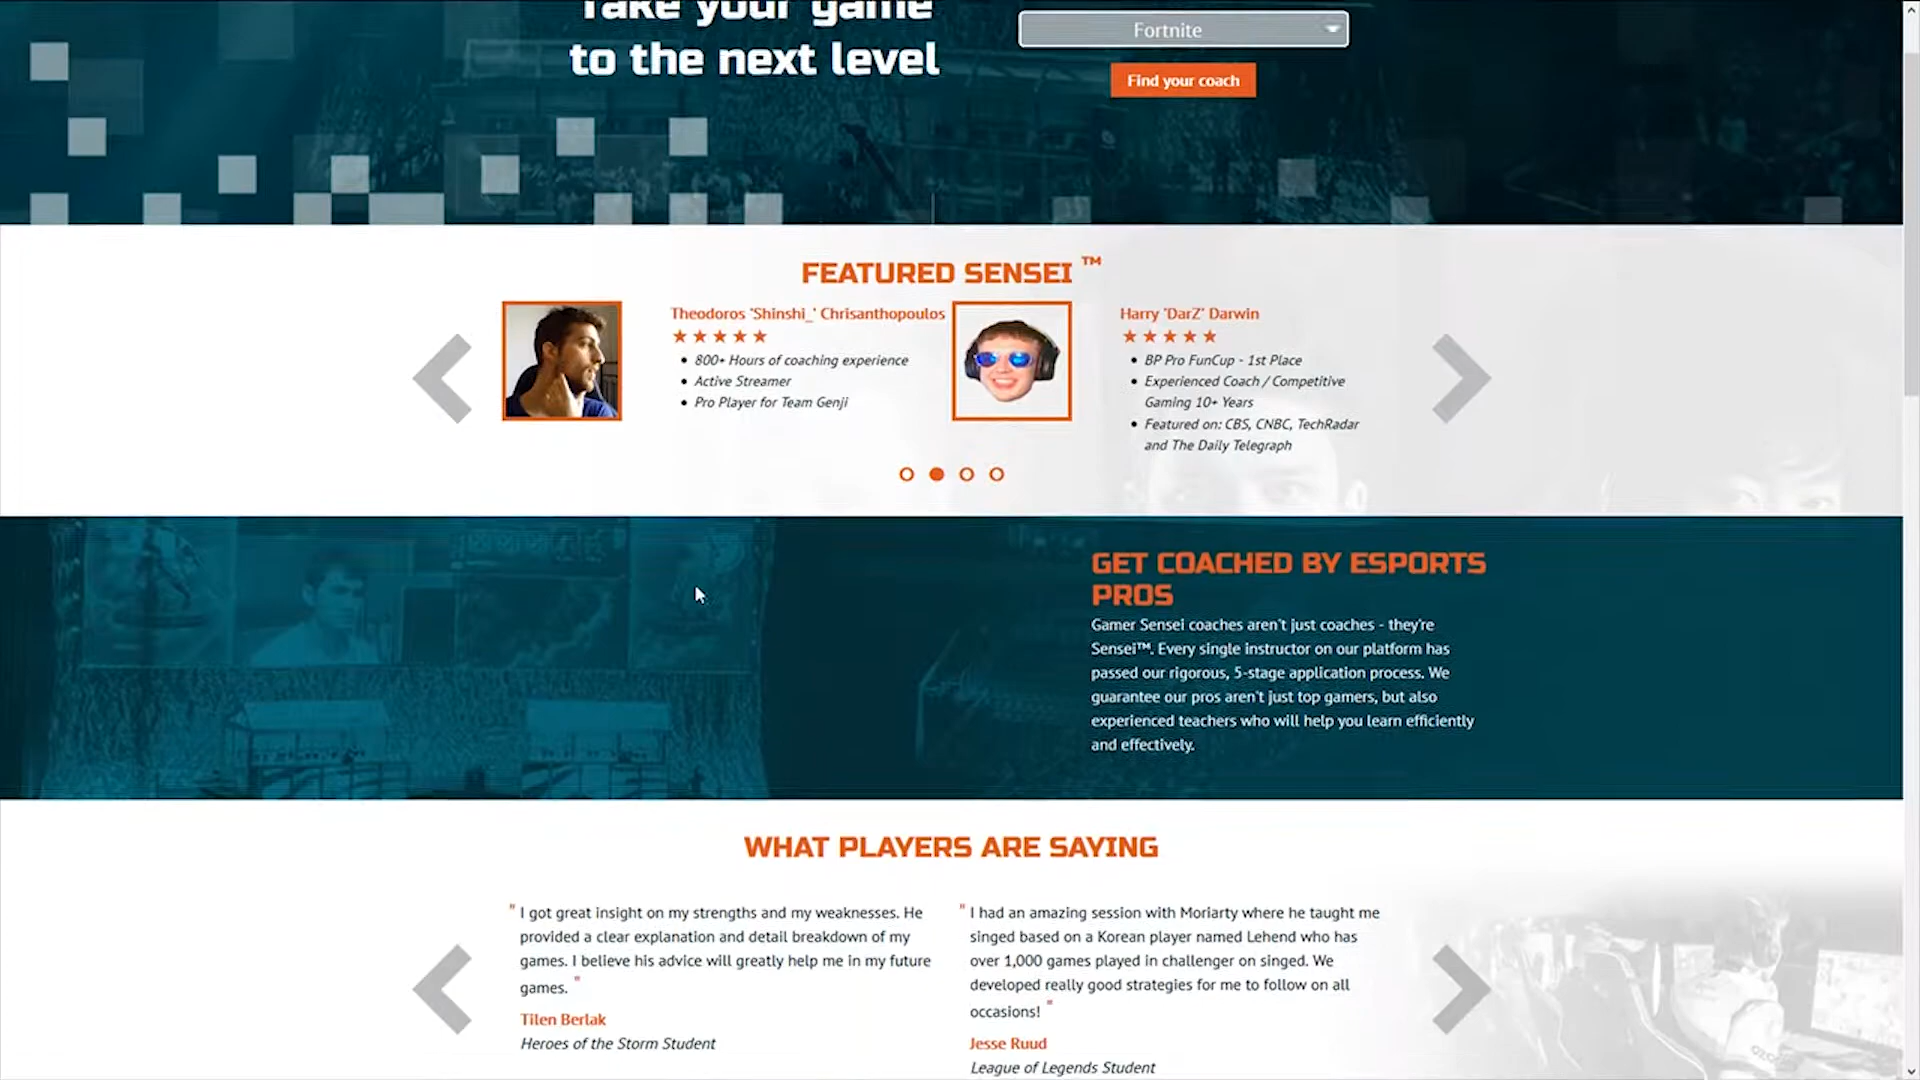 Take your game
to the next level
Fortnite
Find your coach
FEATURED SENSEI ™
Theodoros 'Shinshi_' Chrisanthopoulos
• 800+ Hours of coaching experience
• Active Streamer
• Pro Player for Team Genji
Harry 'DarZ' Darwin
• BP Pro FunCup - 1st Place
• Experienced Coach / Competitive
Gaming 10+ Years
• Featured on: CBS, CNBC, TechRadar
and The Daily Telegraph
GET COACHED BY ESPORTS
PROS
Gamer Sensei coaches aren't just coaches - they're
Sensei™. Every single instructor on our platform has
passed our rigorous, 5-stage application process. We
guarantee our pros aren't just top gamers, but also
experienced teachers who will help you learn efficiently
and effectively.
WHAT PLAYERS ARE SAYING
" I got great insight on my strengths and my weaknesses. He
provided a clear explanation and detail breakdown of my
games. I believe his advice will greatly help me in my future
games. "
Tilen Berlak
Heroes of the Storm Student
" I had an amazing session with Moriarty where he taught me
singed based on a Korean player named Lehend who has
over 1,000 games played in challenger on singed. We
developed really good strategies for me to follow on all
occasions! "
Jesse Ruud
League of Legends Student